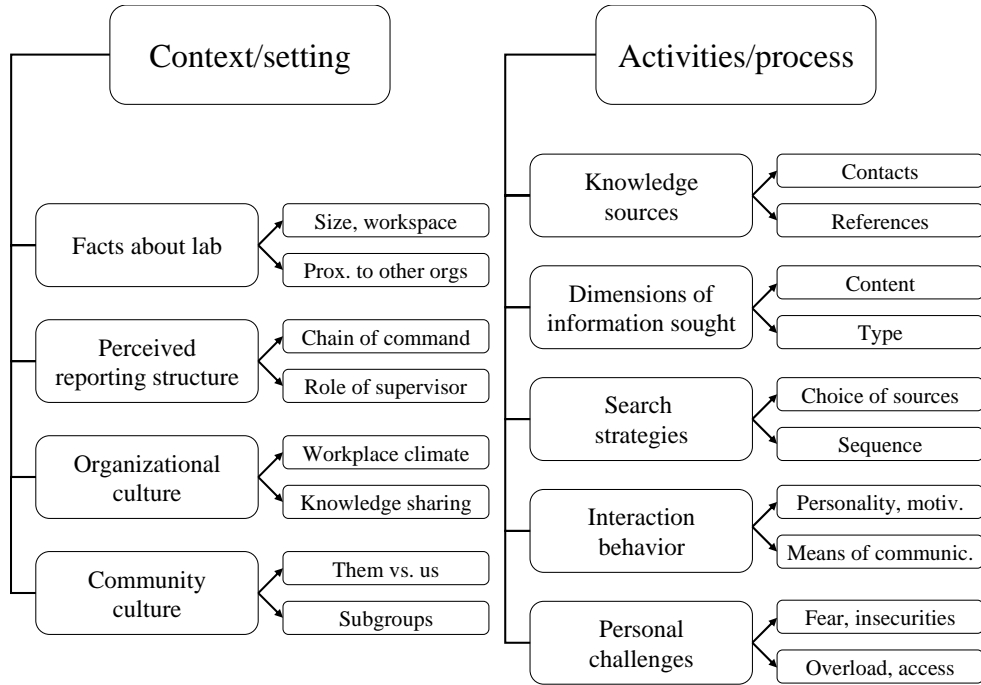 Context/setting
Facts about lab
Size, workspace
Prox. to other orgs
Perceived
reporting structure
Chain of command
Role of supervisor
Organizational
culture
Workplace climate
Knowledge sharing
Community
culture
Them vs. us
Subgroups
Activities/process
Knowledge
sources
Contacts
References
Dimensions of
information sought
Content
Type
Search
strategies
Choice of sources
Sequence
Interaction
behavior
Personality, motiv.
Means of communic.
Personal
challenges
Fear, insecurities
Overload, access